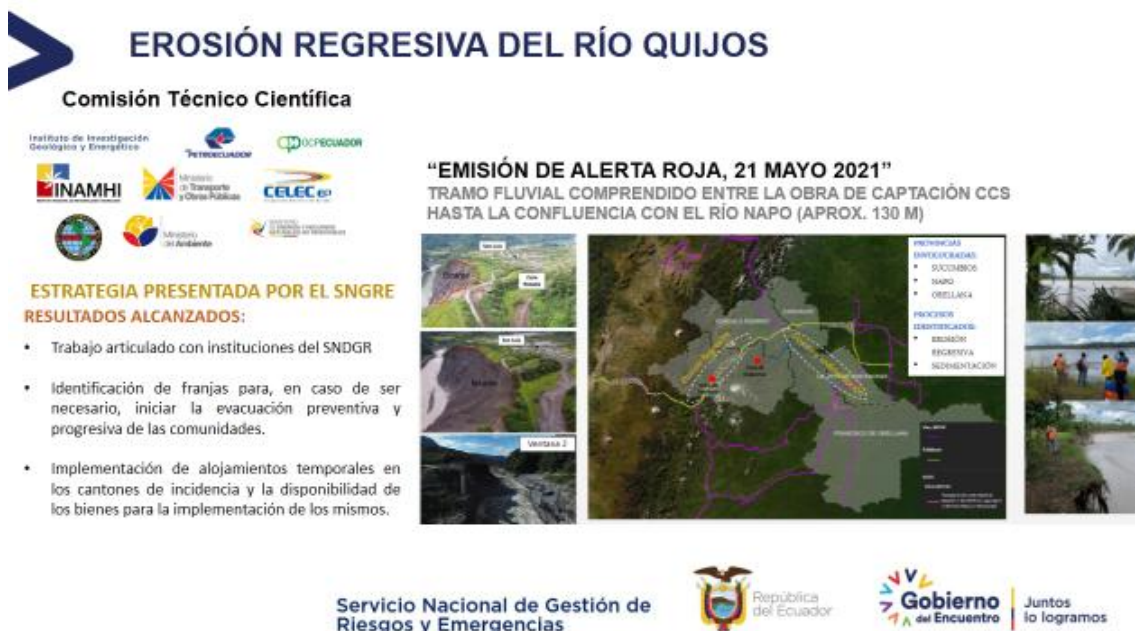 EROSIÓN REGRESIVA DEL RÍO QUIJOS
Comisión Técnico Científica
Instituto de Investigación
Geológico y Energético
PETROECUADOR
OCPECUADOR
INAMHI
Ministerio
de Transporte
y Obras Públicas
CELEC EP
Ministerio
del Ambiente
ESTRATEGIA PRESENTADA POR EL SNGRE
RESULTADOS ALCANZADOS:
• Trabajo articulado con instituciones del SNDGR
• Identificación de franjas para, en caso de ser
necesario, iniciar la evacuación preventiva y
progresiva de las comunidades.
• Implementación de alojamientos temporales en
los cantones de incidencia y la disponibilidad de
los bienes para la implementación de los mismos.
“EMISIÓN DE ALERTA ROJA, 21 MAYO 2021”
TRAMO FLUVIAL COMPRENDIDO ENTRE LA OBRA DE CAPTACIÓN CCS
HASTA LA CONFLUENCIA CON EL RÍO NAPO (APROX. 130 M)
Ventana 2
PROVINCIAS
INVOLUCRADAS:
• SUCUMBIOS
• NAPO
• ORELLANA
PROCESOS
IDENTIFICADOS:
• EROSIÓN
REGRESIVA
• SEDIMENTACIÓN
Servicio Nacional de Gestión de
Riesgos y Emergencias
República
del Ecuador
Gobierno
del Encuentro
Juntos
lo logramos